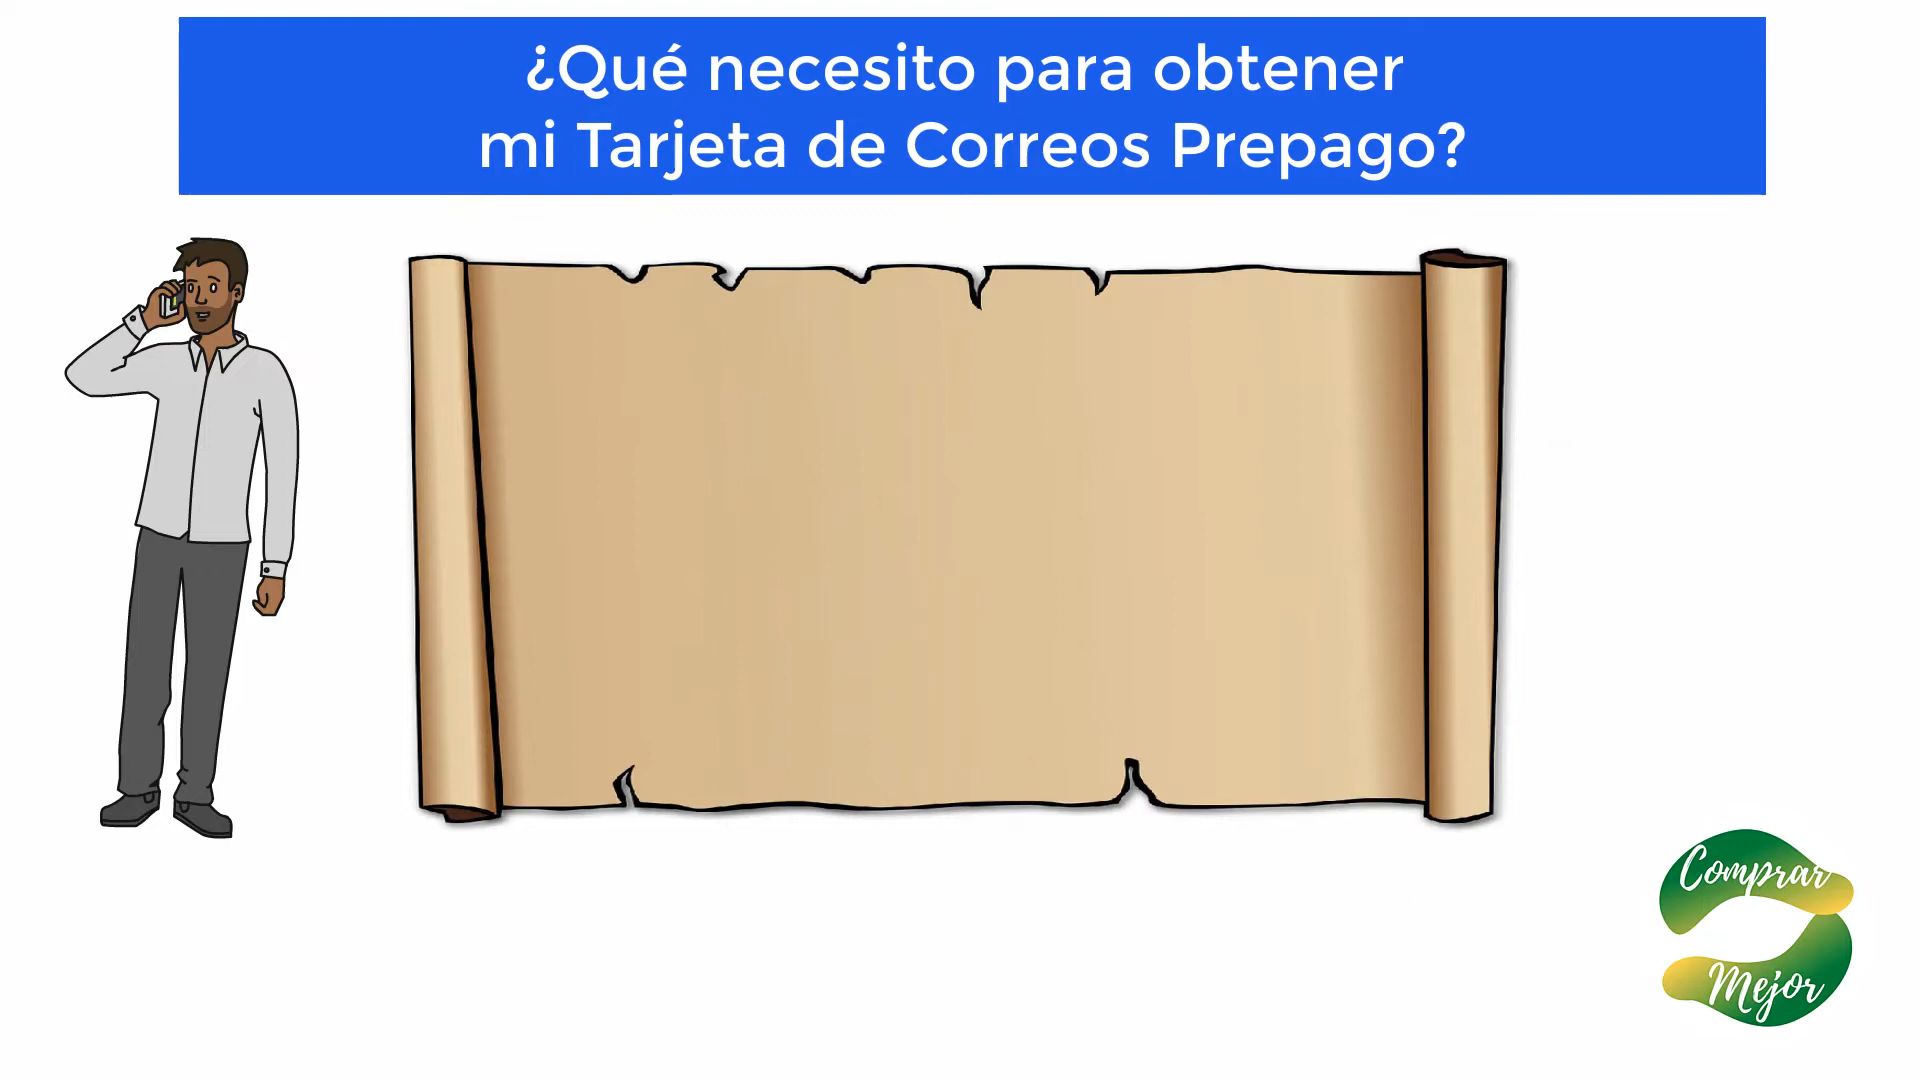 ¿Qué necesito para obtener
mi Tarjeta de Correos Prepago?
Comprar
Mejor